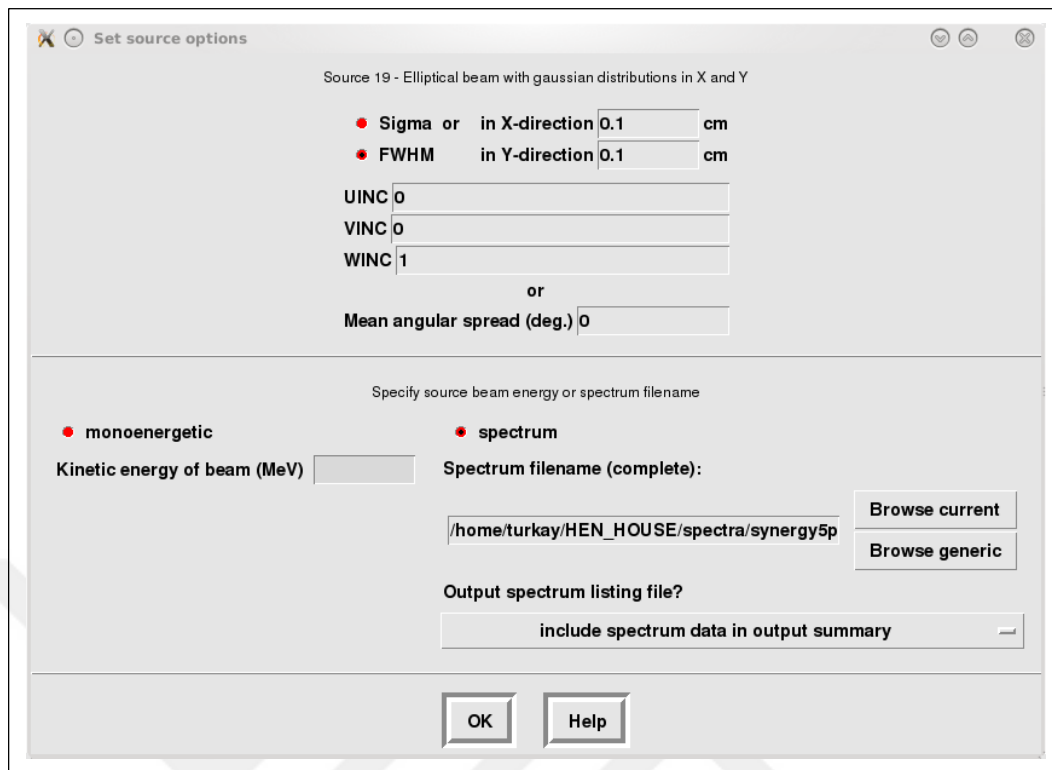 Set source options
Source 19 - Elliptical beam with gaussian distributions in X and Y
Sigma or in X-direction 0.1 cm
FWHM in Y-direction 0.1 cm
UINC 0
VINC 0
WINC 1
or
Mean angular spread (deg.) 0
Specify source beam energy or spectrum filename
monoenergetic spectrum
Kinetic energy of beam (MeV) Spectrum filename (complete):
Browse current
/home/turkay/HEN_HOUSE/spectra/synergy5p
Browse generic
Output spectrum listing file?
include spectrum data in output summary
OK Help